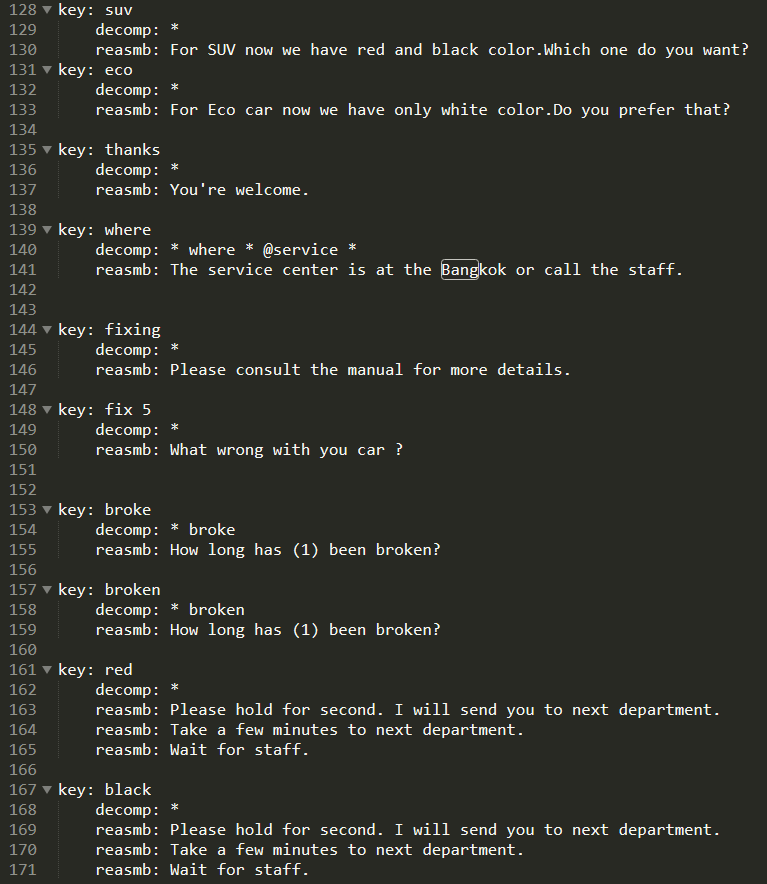 128 key: suv
129 decomp: *
130 reasmb: For SUV now we have red and black color.Which one do you want?
131 key: eco
132 decomp: *
133 reasmb: For Eco car now we have only white color.Do you prefer that?
134
135 key: thanks
136 decomp: *
137 reasmb: You're welcome.
138
139 key: where
140 decomp: * where * @service *
141 reasmb: The service center is at the Bangkok or call the staff.
142
143
144 key: fixing
145 decomp: *
146 reasmb: Please consult the manual for more details.
147
148 key: fix 5
149 decomp: *
150 reasmb: What wrong with you car ?
151
152
153 key: broke
154 decomp: * broke
155 reasmb: How long has (1) been broken?
156
157 key: broken
158 decomp: * broken
159 reasmb: How long has (1) been broken?
160
161 key: red
162 decomp: *
163 reasmb: Please hold for second. I will send you to next department.
164 reasmb: Take a few minutes to next department.
165 reasmb: Wait for staff.
166
167 key: black
168 decomp: *
169 reasmb: Please hold for second. I will send you to next department.
170 reasmb: Take a few minutes to next department.
171 reasmb: Wait for staff.